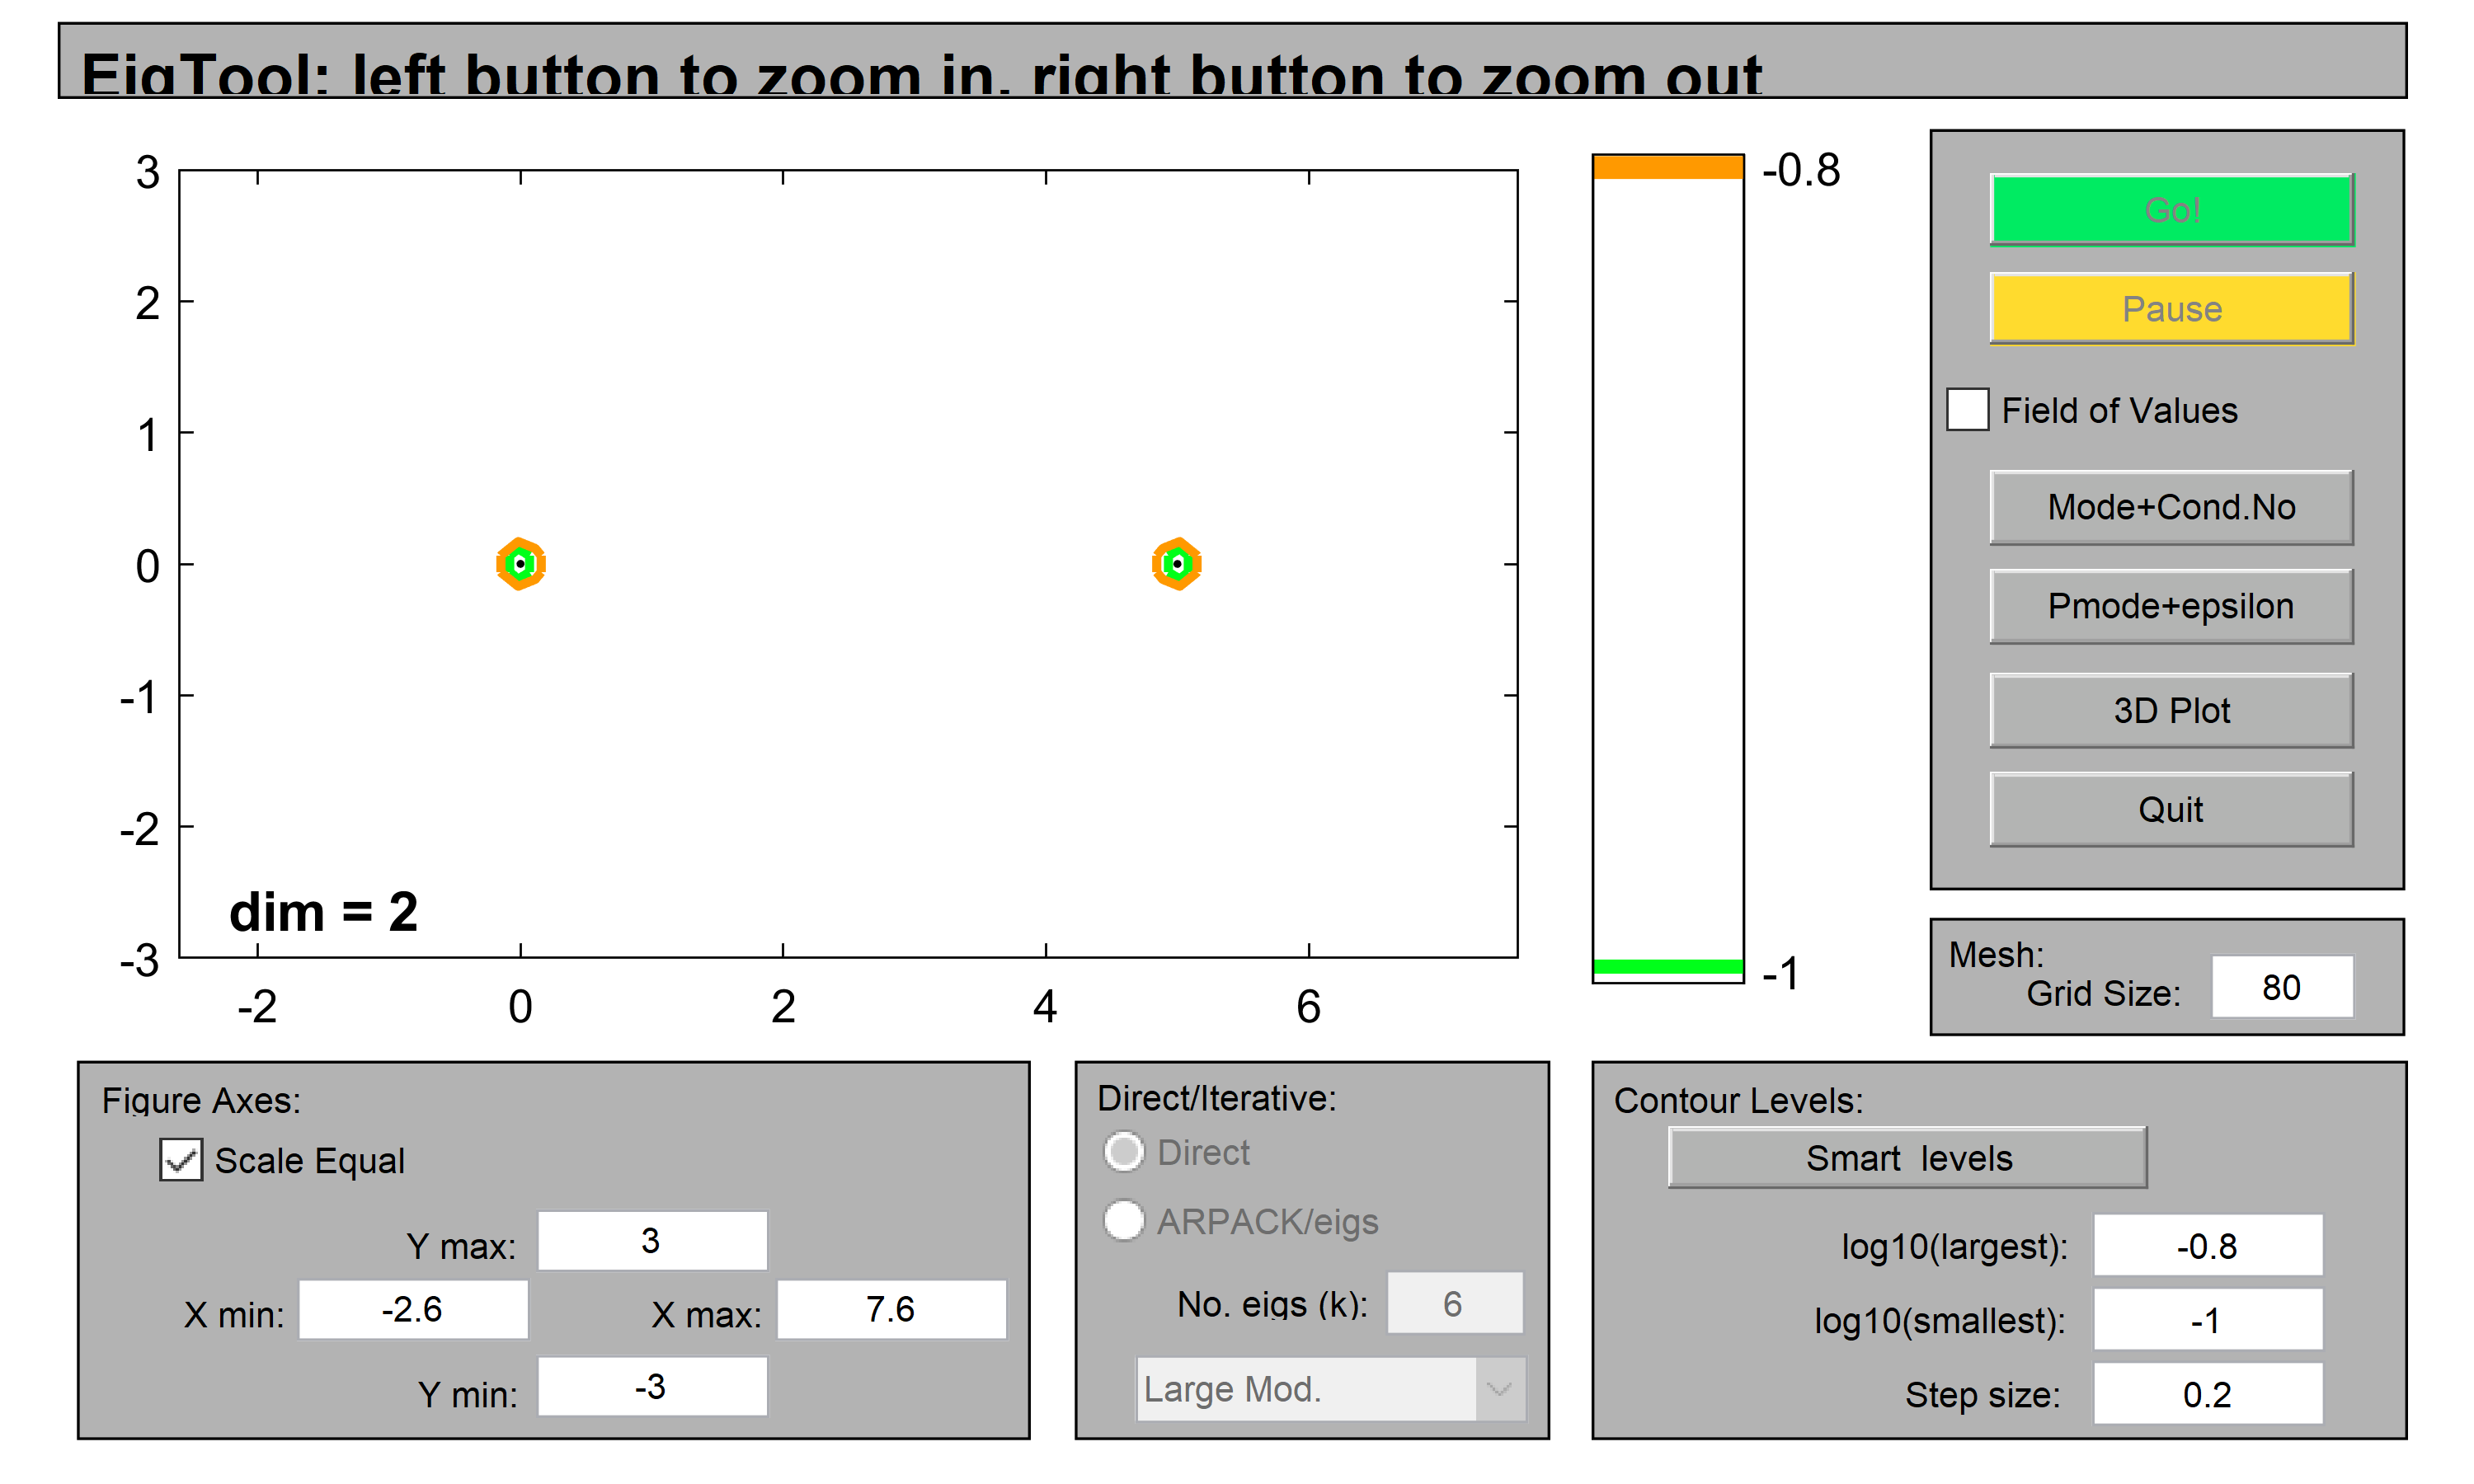 EigTool: left button to zoom in, right button to zoom out
3
2
1
0
-1
-2
-3
dim = 2
-2 0 2 4 6
-0.8
-1
Go!
Pause
Field of Values
Mode+Cond.No
Pmode+epsilon
3D Plot
Quit
Mesh:
Grid Size: 80
Figure Axes:
Scale Equal
Y max: 3
X min: -2.6 X max: 7.6
Y min: -3
Direct/Iterative:
Direct
ARPACK/eigs
No. eigs (k): 6
Large Mod.
Contour Levels:
Smart levels
log10(largest): -0.8
log10(smallest): -1
Step size: 0.2